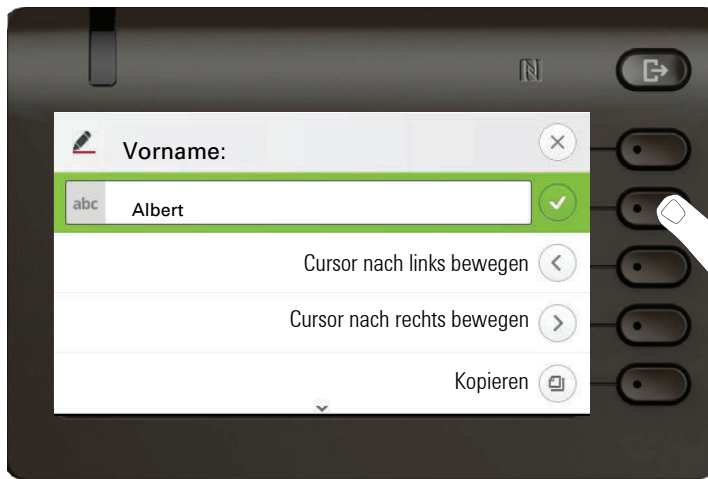 Vorname:
abc Albert
Cursor nach links bewegen
Cursor nach rechts bewegen
Kopieren